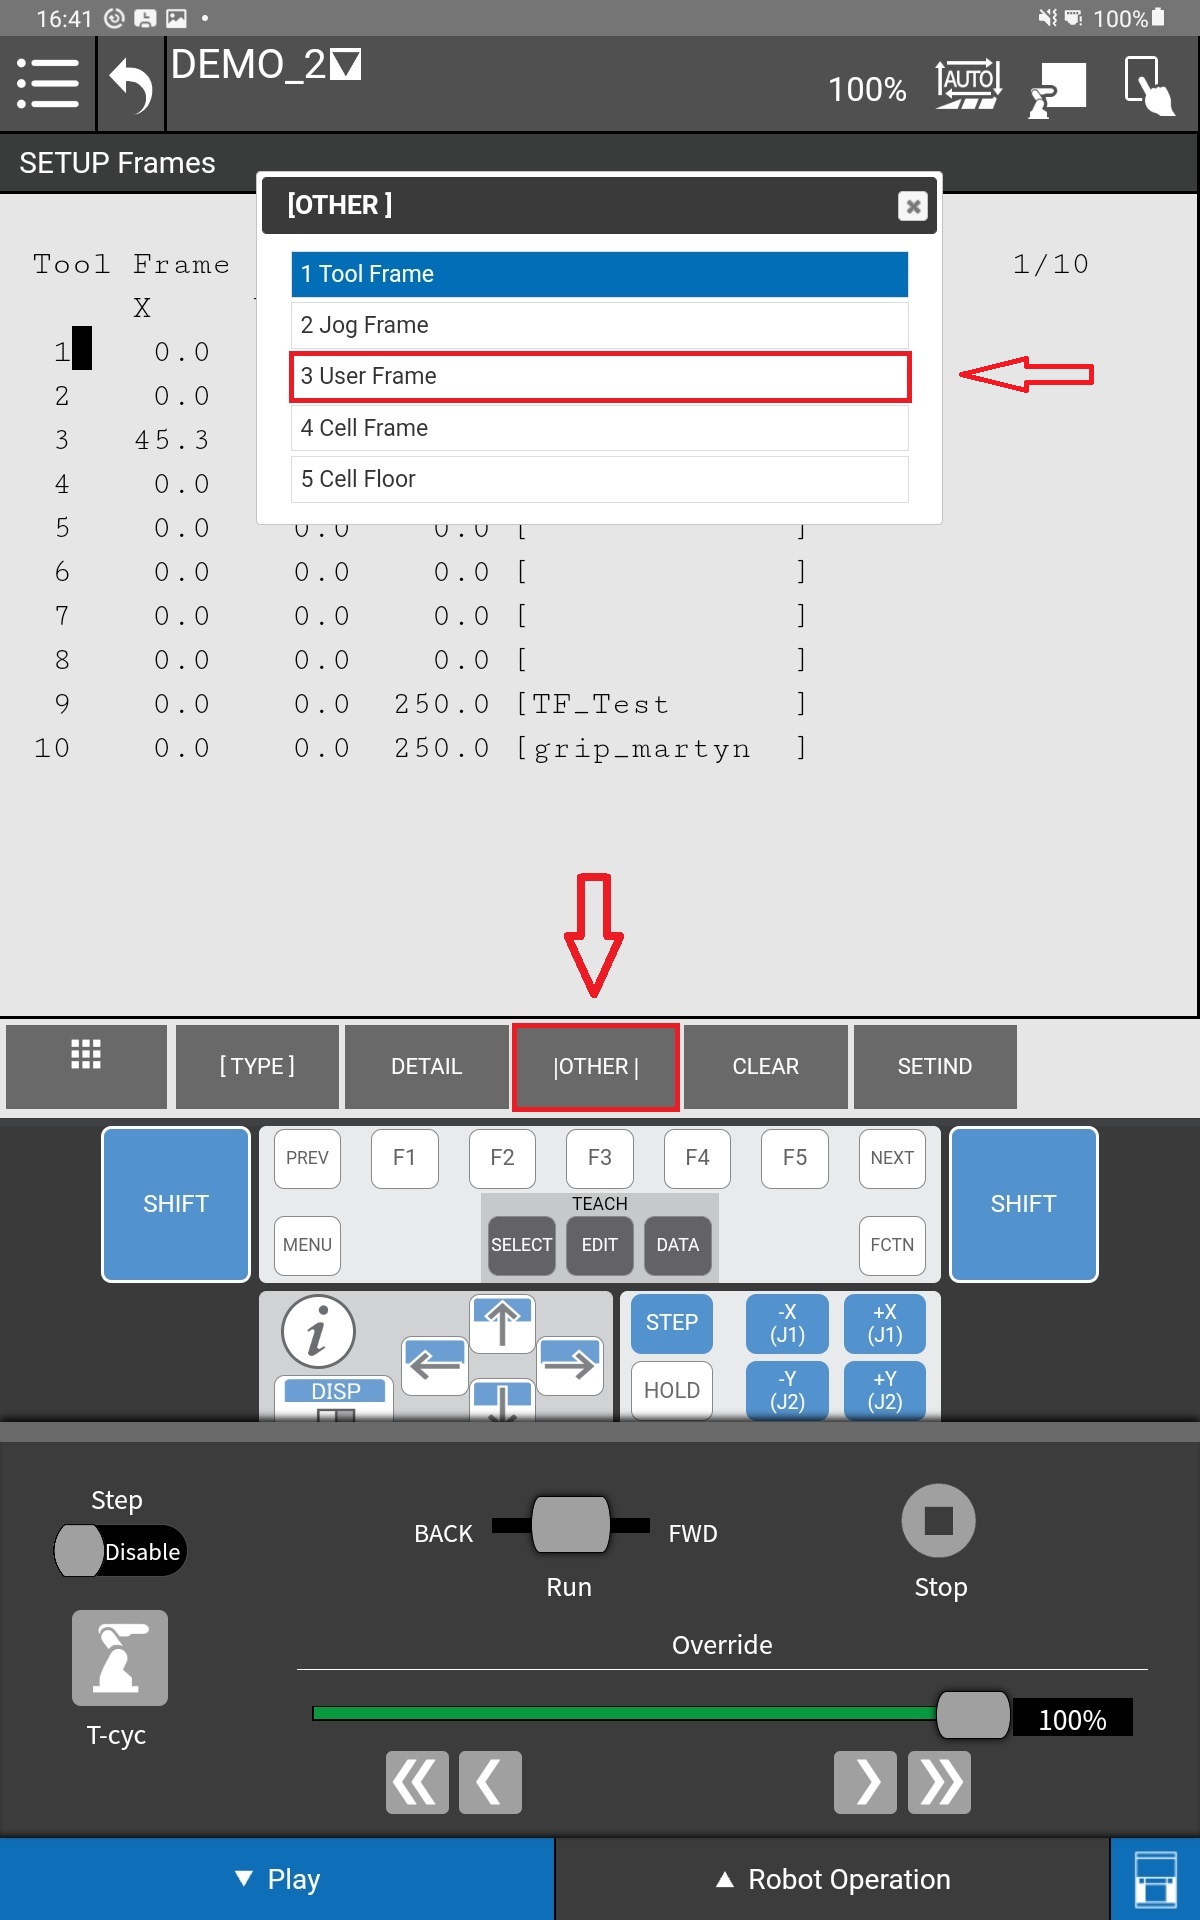 16:41
100%
DEMO_2
100%
AUTO
SETUP Frames
[OTHER ]
1 Tool Frame
2 Jog Frame
3 User Frame
4 Cell Frame
5 Cell Floor
Tool Frame 1/10
X
1 0.0
2 0.0
3 45.3
4 0.0
5 0.0 0.0 0.0 [ ]
6 0.0 0.0 0.0 [ ]
7 0.0 0.0 0.0 [ ]
8 0.0 0.0 0.0 [ ]
9 0.0 0.0 250.0 [TF_Test ]
10 0.0 0.0 250.0 [grip_martyn ]
[ TYPE ] DETAIL |OTHER | CLEAR SETIND
SHIFT
PREV F1 F2 F3 F4 F5 NEXT
SHIFT
TEACH
MENU SELECT EDIT DATA FCTN
i
DISP
STEP
HOLD
-X (J1)
+X (J1)
-Y (J2)
+Y (J2)
Step
Disable
BACK FWD
Run
Stop
T-cyc
Override
100%
Play
Robot Operation